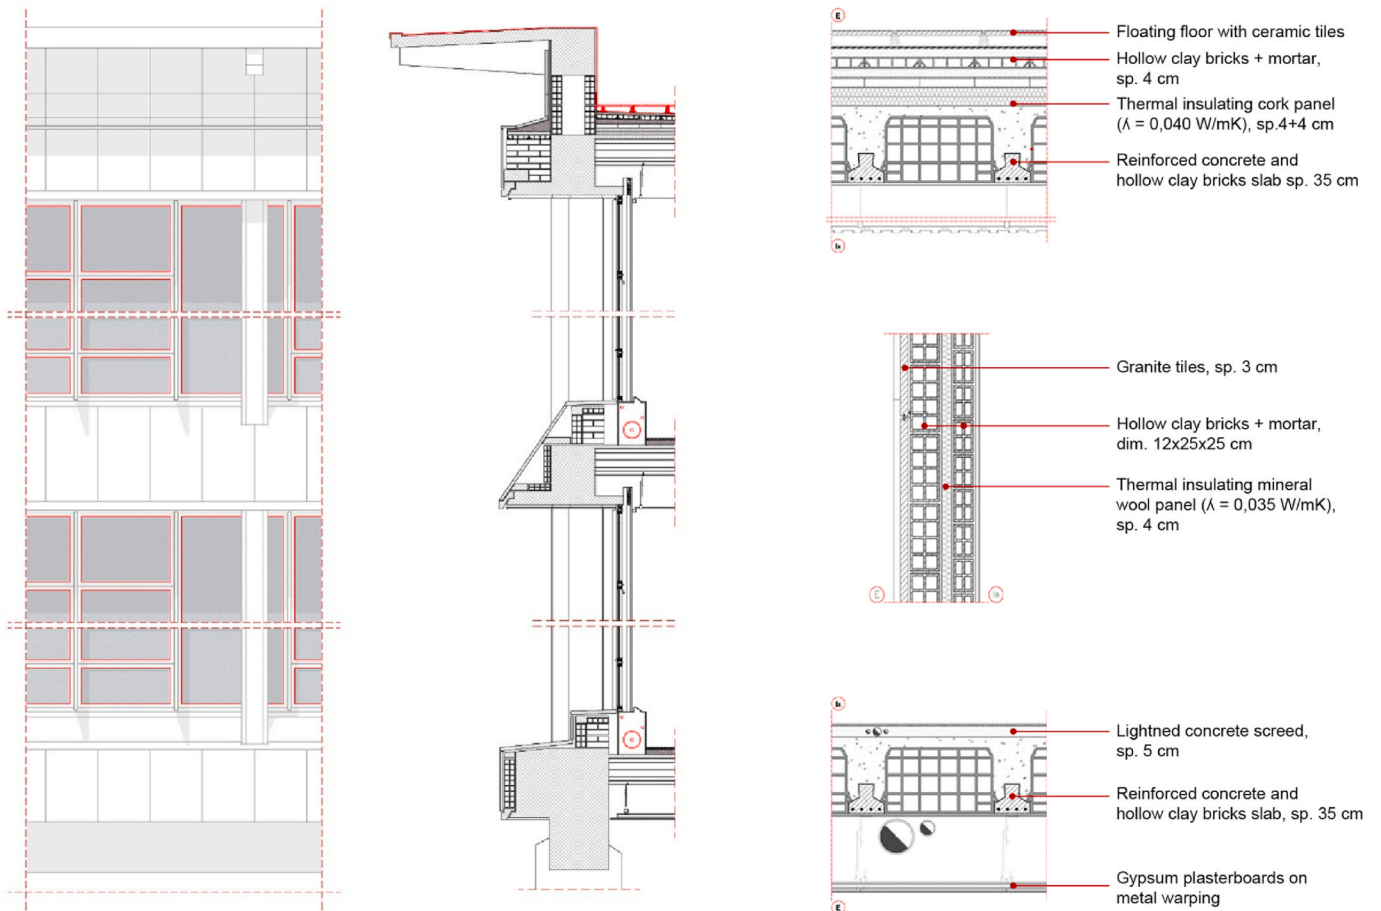 E
Floating floor with ceramic tiles
Hollow clay bricks + mortar,
sp. 4 cm
Thermal insulating cork panel
(ʎ = 0,040 W/mK), sp.4+4 cm
Reinforced concrete and
hollow clay bricks slab sp. 35 cm
In
Granite tiles, sp. 3 cm
Hollow clay bricks + mortar,
dim. 12x25x25 cm
Thermal insulating mineral
wool panel (ʎ = 0,035 W/mK),
sp. 4 cm
E
In
In
Lightned concrete screed,
sp. 5 cm
Reinforced concrete and
hollow clay bricks slab, sp. 35 cm
Gypsum plasterboards on
metal warping
E